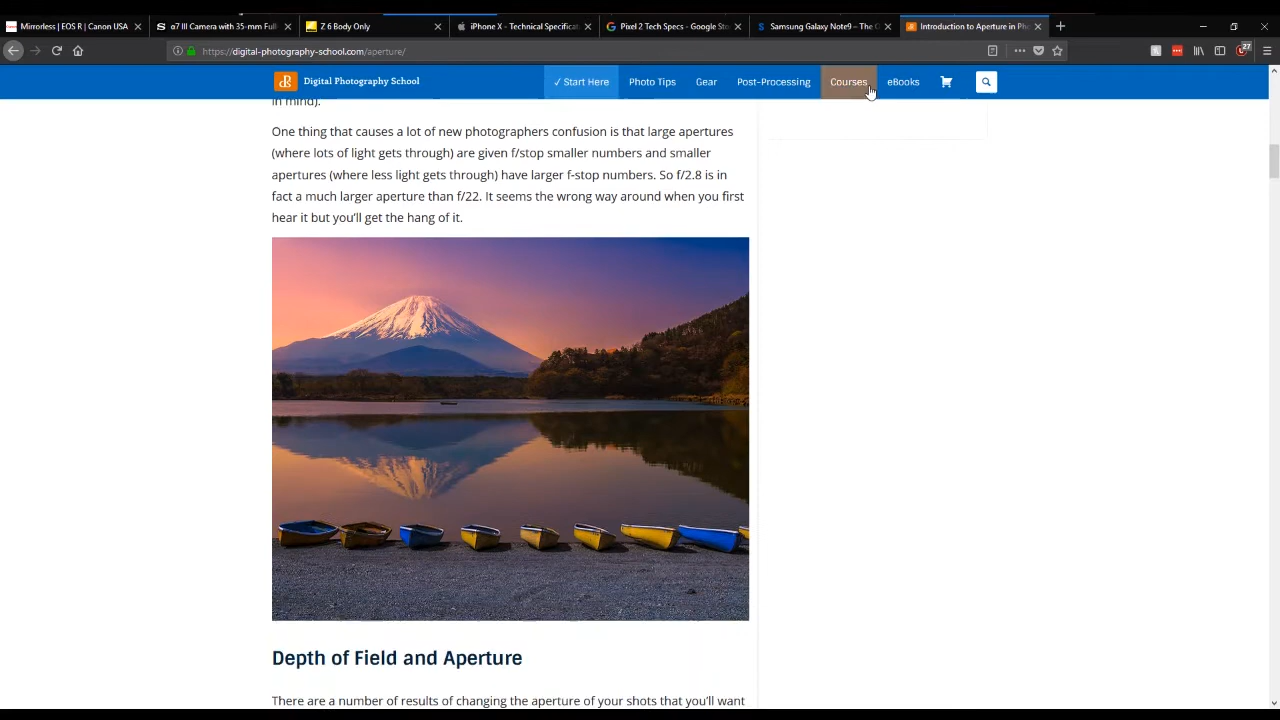 Mirrorless | EOS R | Canon USA
α7 III Camera with 35-mm Full
Z 6 Body Only
iPhone X - Technical Specificat
Pixel 2 Tech Specs - Google Sto
Samsung Galaxy Note9 – The O
Introduction to Aperture in Ph
https://digital-photography-school.com/aperture/
27
dR Digital Photography School
✓ Start Here
Photo Tips
Gear
Post-Processing
Courses
eBooks
in mind).
One thing that causes a lot of new photographers confusion is that large apertures
(where lots of light gets through) are given f/stop smaller numbers and smaller
apertures (where less light gets through) have larger f-stop numbers. So f/2.8 is in
fact a much larger aperture than f/22. It seems the wrong way around when you first
hear it but you’ll get the hang of it.
Depth of Field and Aperture
There are a number of results of changing the aperture of your shots that you’ll want